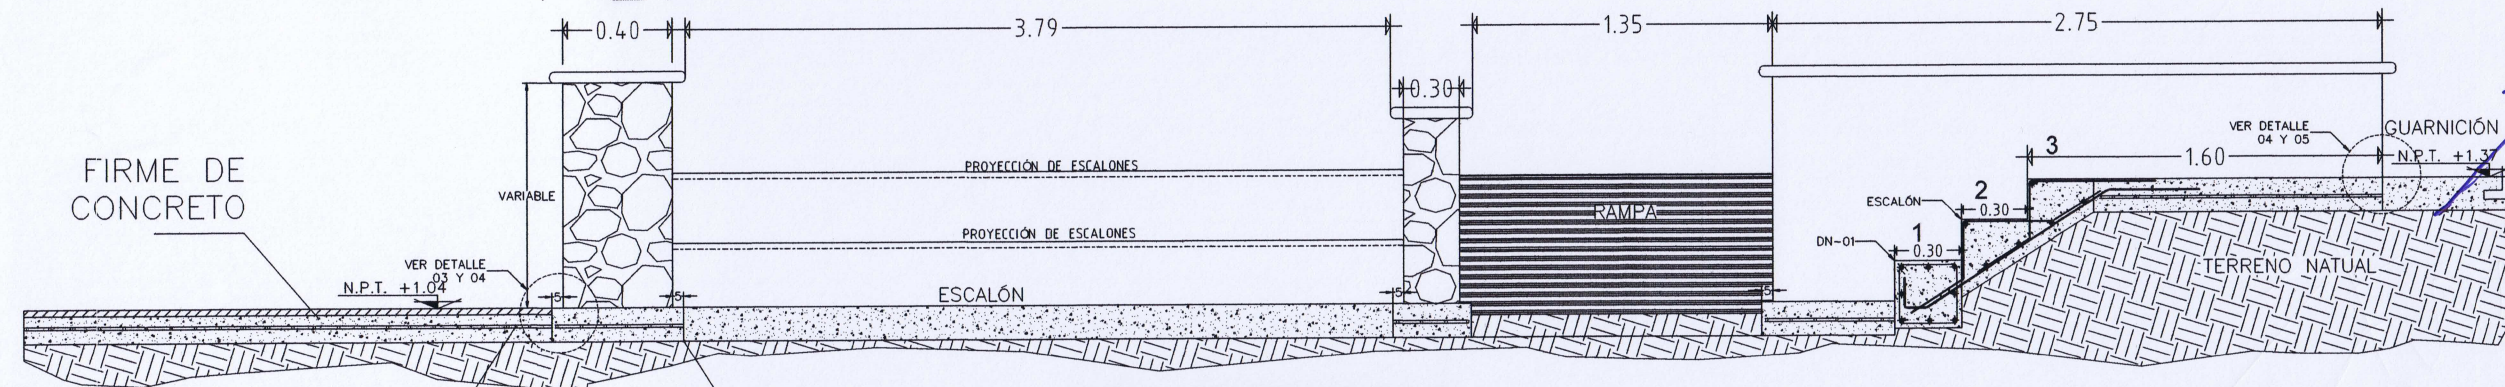 0.40
3.79
1.35
2.75
0.30
FIRME DE
CONCRETO
VARIABLE
PROYECCIÓN DE ESCALONES
PROYECCIÓN DE ESCALONES
RAMPA
VER DETALLE
04 Y 05
GUARNICIÓN
3
1.60
N.P.T. +1.37
2
ESCALÓN
0.30
1
DN-01
0.30
TERRENO NATUAL
VER DETALLE
03 Y 04
N.P.T. +1.04
5
5
ESCALÓN
5
5